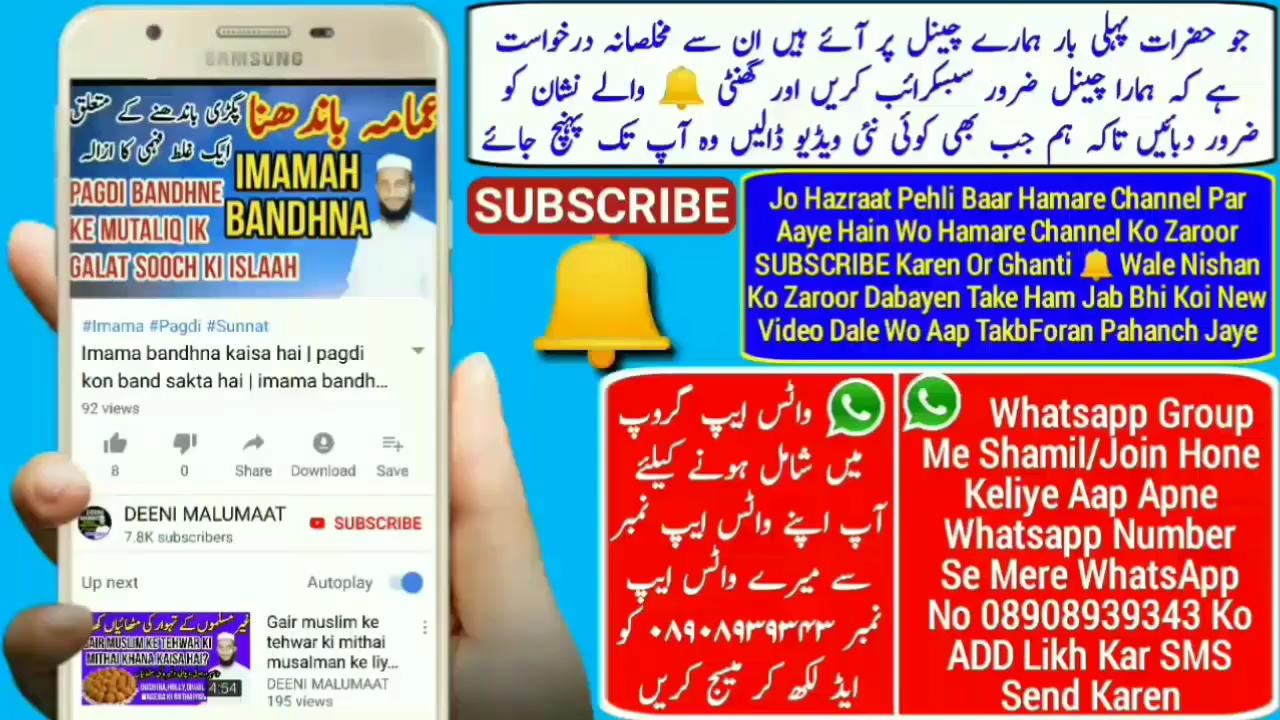 SAMSUNG
عمامہ باندھنا پگڑی باندھنے کے متعلق
ایک غلط فہمی کا ازالہ
IMAMAH
BANDHNA
PAGDI BANDHNE
KE MUTALIQ IK
GALAT SOOCH KI ISLAAH
#Imama #Pagdi #Sunnat
Imama bandhna kaisa hai | pagdi
kon band sakta hai | imama bandh...
92 views
8
0
Share
Download
Save
DEENI MALUMAAT
7.8K subscribers
SUBSCRIBE
Up next
Autoplay
غیر مسلموں کے تہوار کی مٹھائیاں
GAIR MUSLIM KE TEHWAR KI
MITHAI KHANA KAISA HAI?
4:54
Gair muslim ke
tehwar ki mithai
musalman ke liy...
DEENI MALUMAAT
195 views
جو حضرات پہلی بار ہمارے چینل پر آئے ہیں ان سے مخلصانہ درخواست
ہے کہ ہمارا چینل ضرور سبسکرائب کریں اور گھنٹی 🔔 والے نشان کو
ضرور دبائیں تاکہ ہم جب بھی کوئی نئی ویڈیو ڈالیں وہ آپ تک پہنچ جائے
SUBSCRIBE
Jo Hazraat Pehli Baar Hamare Channel Par
Aaye Hain Wo Hamare Channel Ko Zaroor
SUBSCRIBE Karen Or Ghanti 🔔 Wale Nishan
Ko Zaroor Dabayen Take Ham Jab Bhi Koi New
Video Dale Wo Aap TakbForan Pahanch Jaye
واٹس ایپ گروپ
میں شامل ہونے کیلئے
آپ اپنے واٹس ایپ نمبر
سے میرے واٹس ایپ
نمبر ۰۸۹۰۸۹۳۹۳۴۳ کو
ایڈ لکھ کر میسج کریں
Whatsapp Group
Me Shamil/Join Hone
Keliye Aap Apne
Whatsapp Number
Se Mere WhatsApp
No 08908939343 Ko
ADD Likh Kar SMS
Send Karen